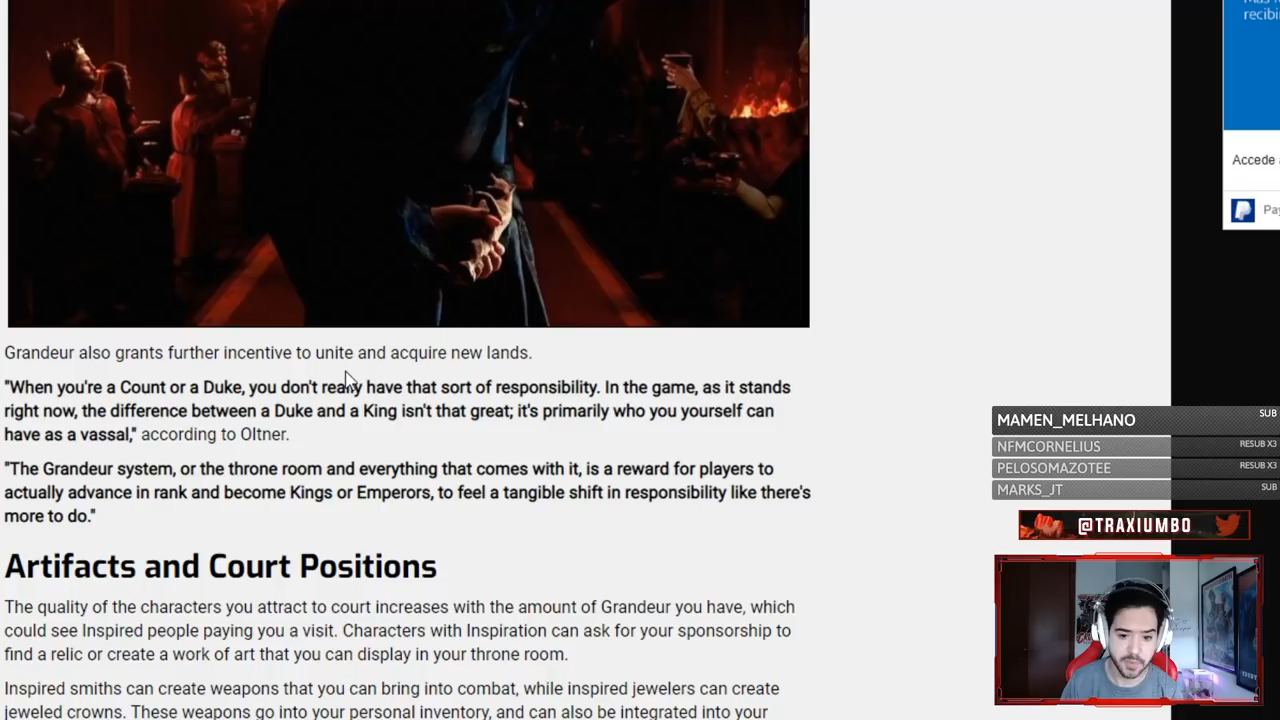 recibi
Accede a
Pay
Grandeur also grants further incentive to unite and acquire new lands.
"When you're a Count or a Duke, you don't really have that sort of responsibility. In the game, as it stands
right now, the difference between a Duke and a King isn't that great; it's primarily who you yourself can
have as a vassal," according to Oltner.
"The Grandeur system, or the throne room and everything that comes with it, is a reward for players to
actually advance in rank and become Kings or Emperors, to feel a tangible shift in responsibility like there's
more to do."
Artifacts and Court Positions
The quality of the characters you attract to court increases with the amount of Grandeur you have, which
could see Inspired people paying you a visit. Characters with Inspiration can ask for your sponsorship to
find a relic or create a work of art that you can display in your throne room.
Inspired smiths can create weapons that you can bring into combat, while inspired jewelers can create
jeweled crowns. These weapons go into your personal inventory, and can also be integrated into your
MAMEN_MELHANO SUB
NFMCORNELIUS RESUB X3
PELOSOMAZOTEE RESUB X3
MARKS_JT SUB
@TRAXIUMBO